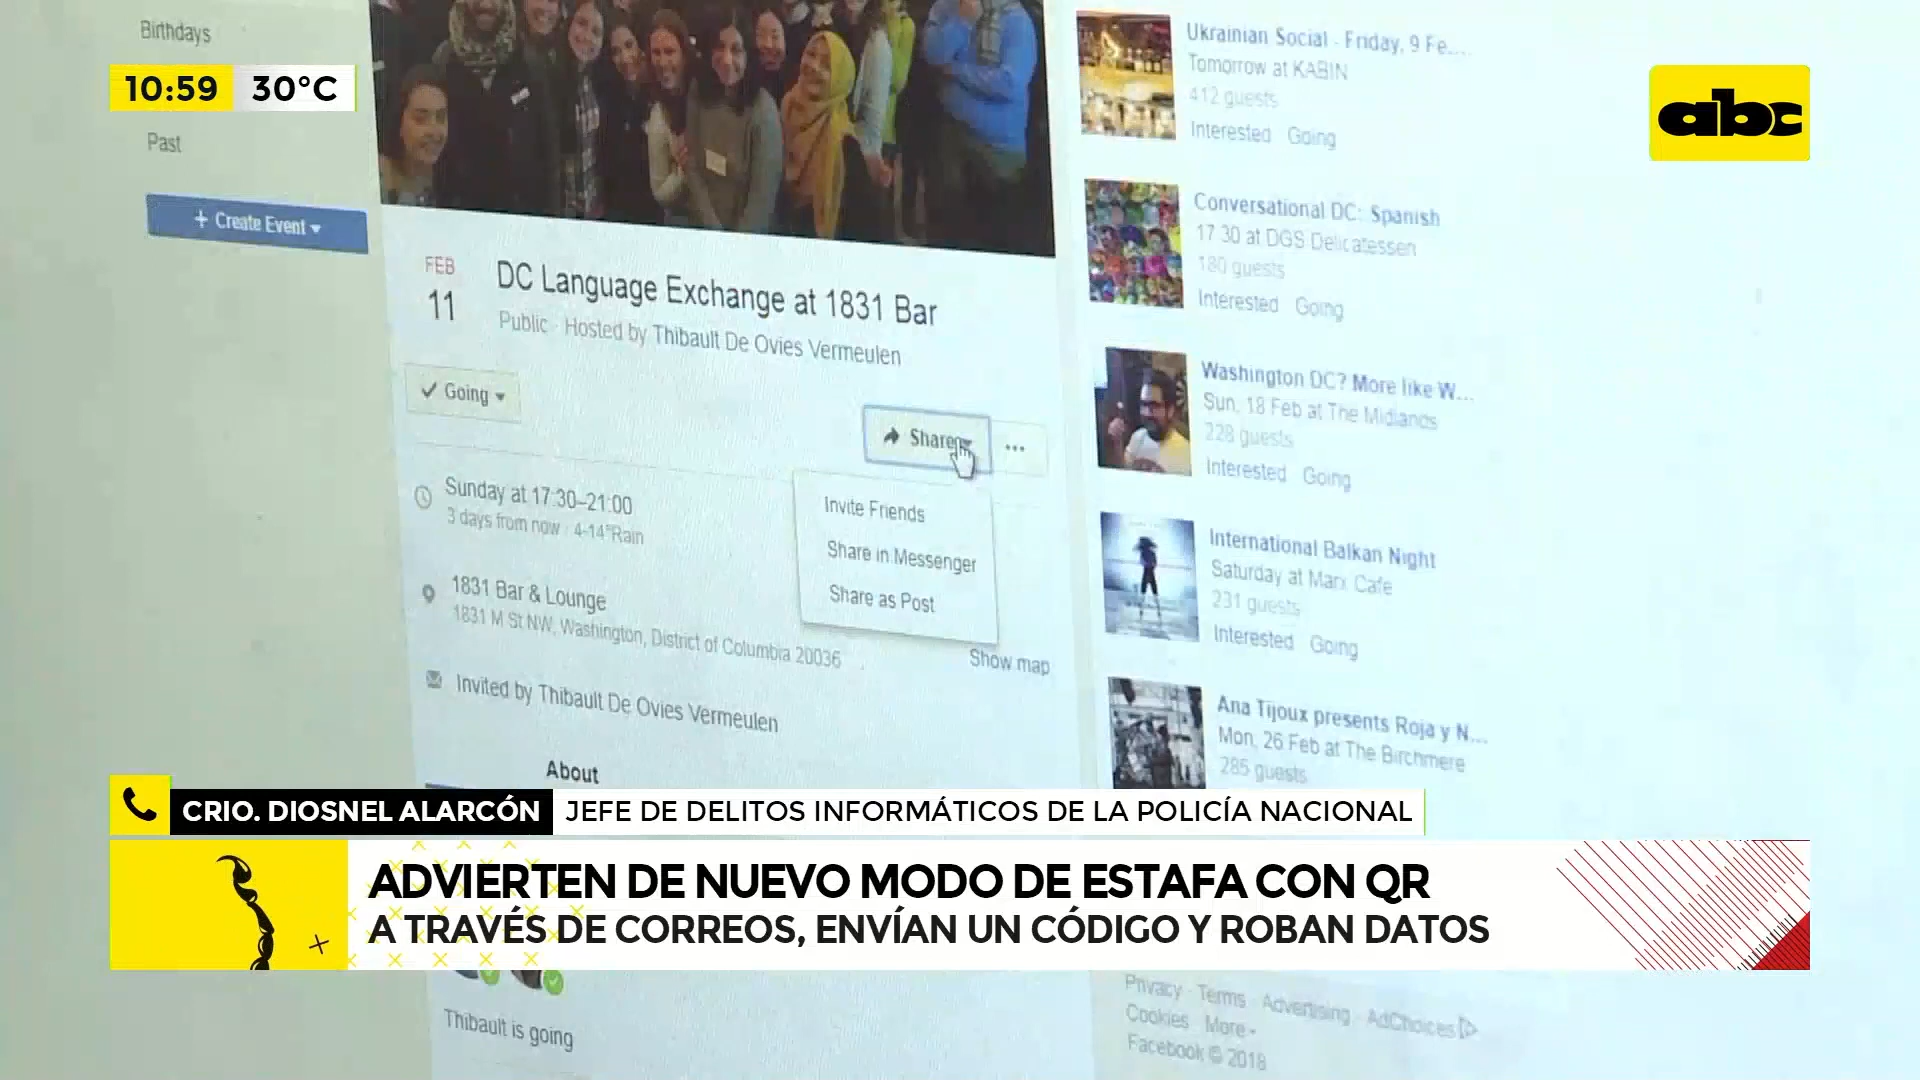 Birthdays
10:59 30°C
Past
+ Create Event
abc
FEB
11
DC Language Exchange at 1831 Bar
Public · Hosted by Thibault De Ovies Vermeulen
Going
Share
...
Invite Friends
Share in Messenger
Share as Post
Sunday at 17:30–21:00
3 days from now · 4-14° Rain
1831 Bar & Lounge
1831 M St NW, Washington, District of Columbia 20036
Show map
Invited by Thibault De Ovies Vermeulen
About
Ukrainian Social - Friday, 9 Fe...
Tomorrow at KABIN
412 guests
Interested Going
Conversational DC: Spanish
17:30 at DGS Delicatessen
180 guests
Interested Going
Washington DC? More like W...
Sun, 18 Feb at The Midlands
228 guests
Interested Going
International Balkan Night
Saturday at Marx Cafe
231 guests
Interested Going
Ana Tijoux presents Roja y N...
Mon, 26 Feb at The Birchmere
285 guests
CRIO. DIOSNEL ALARCÓN JEFE DE DELITOS INFORMÁTICOS DE LA POLICÍA NACIONAL
ADVIERTEN DE NUEVO MODO DE ESTAFA CON QR
A TRAVÉS DE CORREOS, ENVÍAN UN CÓDIGO Y ROBAN DATOS
Thibault is going
Privacy · Terms · Advertising · AdChoices
Cookies · More
Facebook © 2018